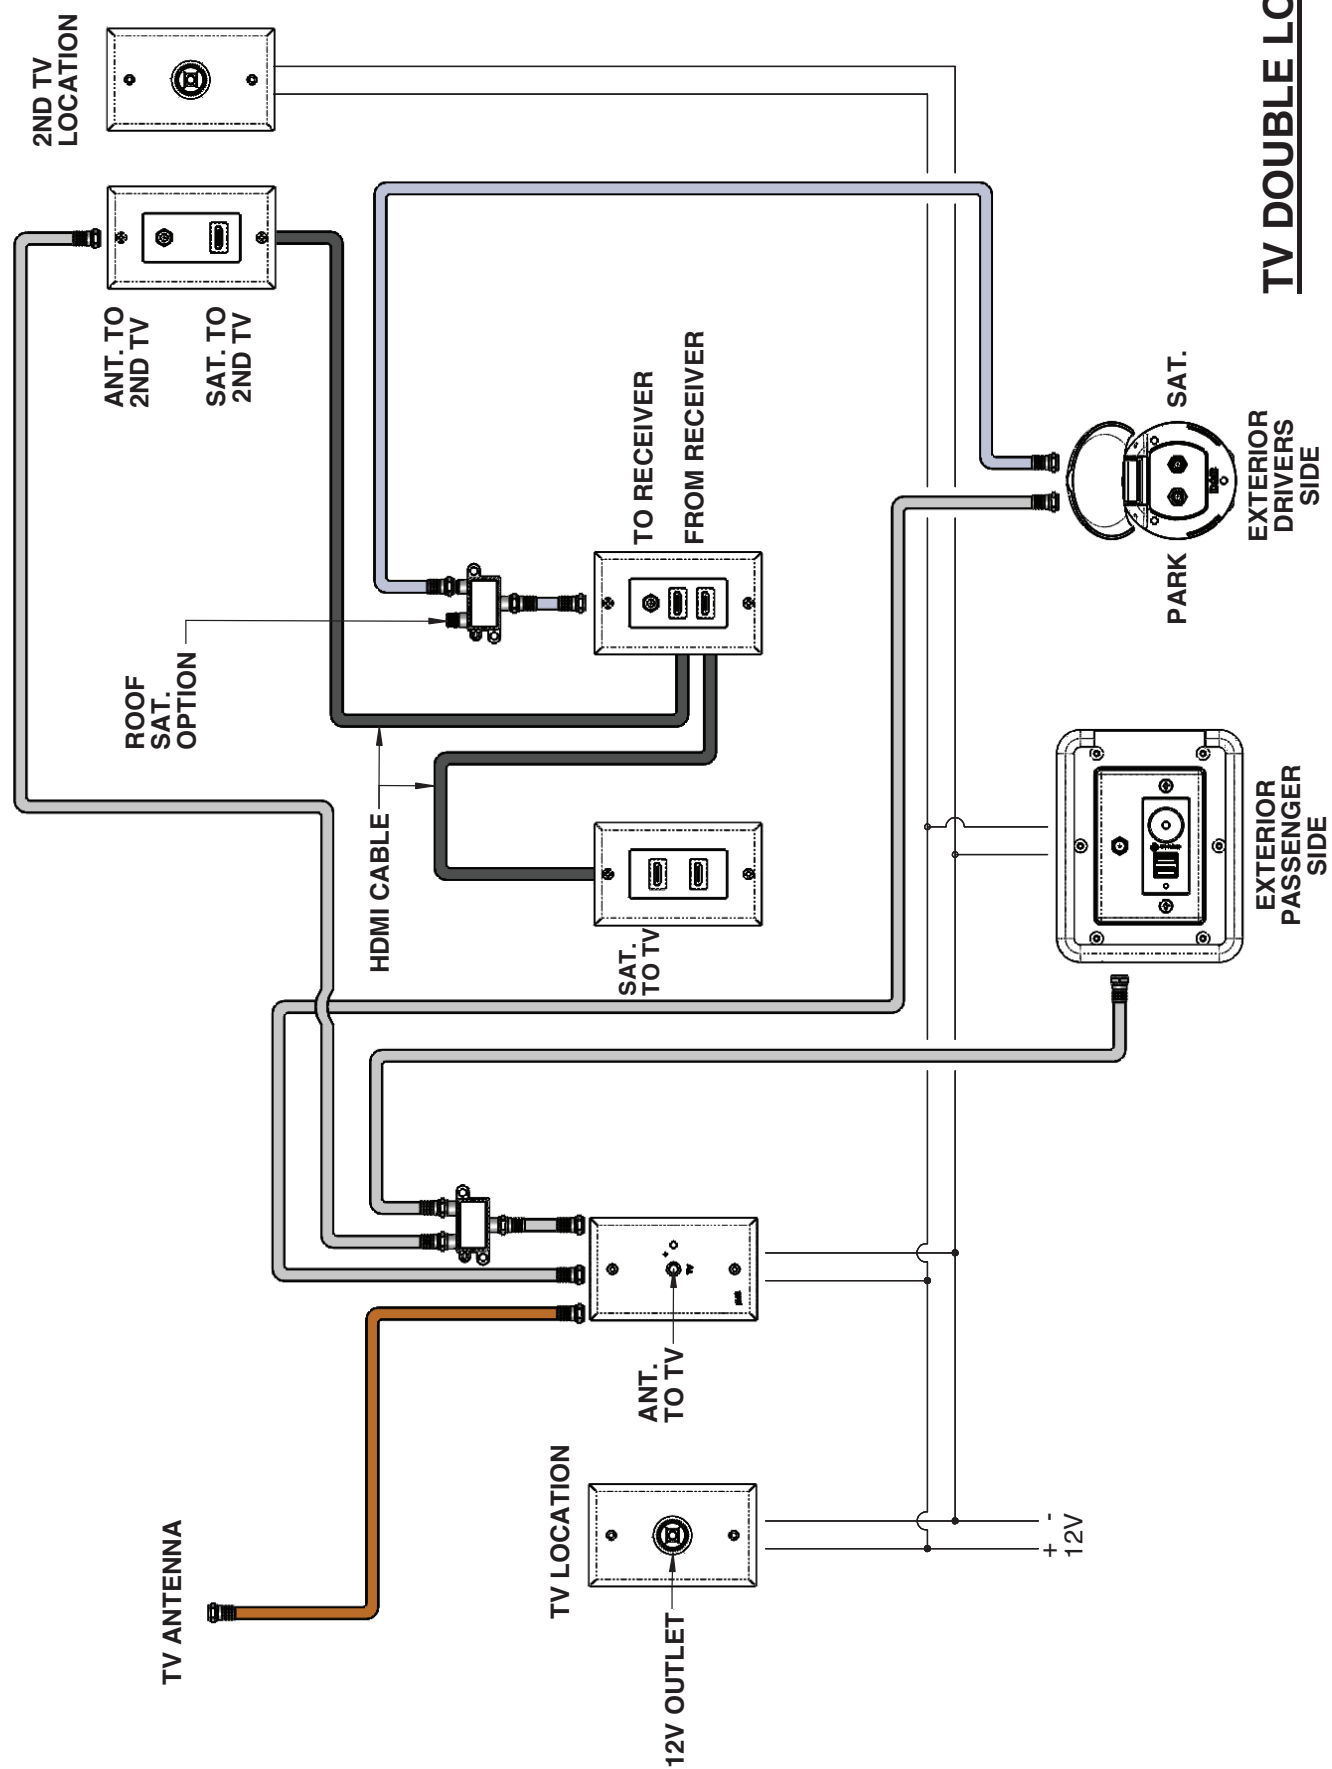 2ND TV
LOCATION
ANT. TO
2ND TV
SAT. TO
2ND TV
ROOF
SAT.
OPTION
TO RECEIVER
FROM RECEIVER
HDMI CABLE
SAT.
TO TV
PARK
SAT.
EXTERIOR
DRIVERS
SIDE
EXTERIOR
PASSENGER
SIDE
TV ANTENNA
TV LOCATION
ANT.
TO TV
12V OUTLET
+ -
12V
TV DOUBLE LO